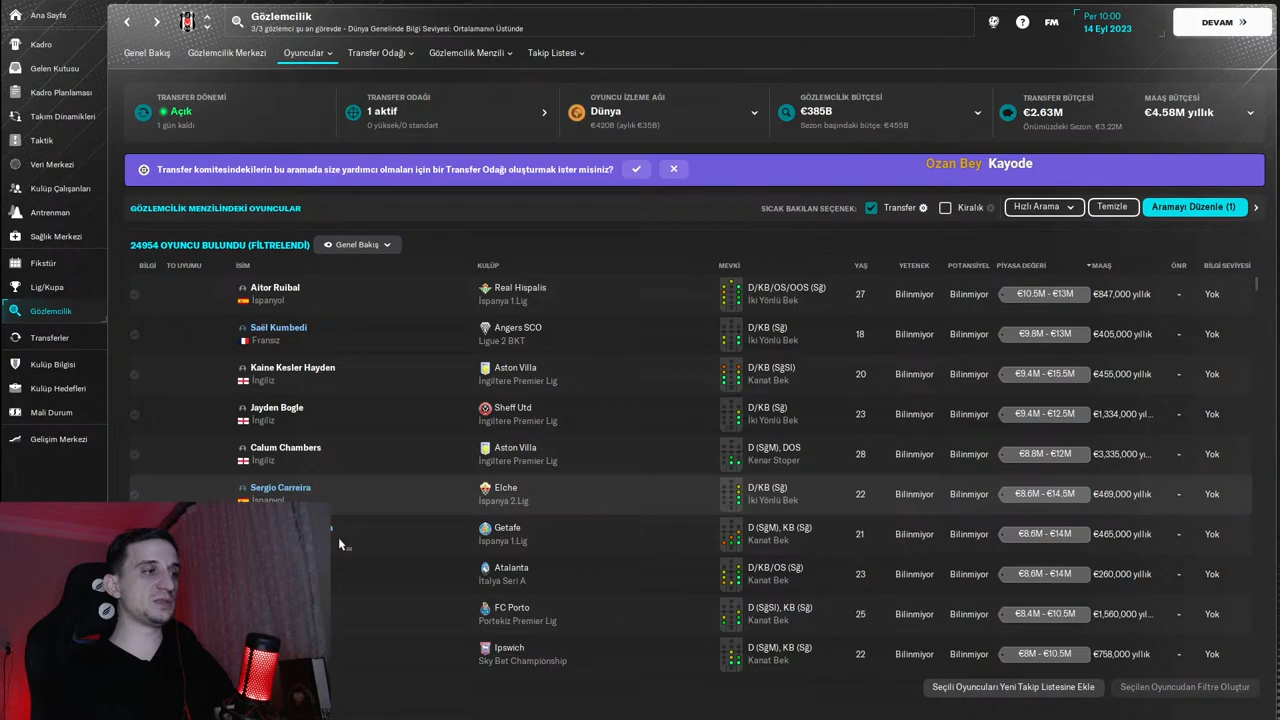 Ana Sayfa
Kadro
Gelen Kutusu
Kadro Planlaması
Takım Dinamikleri
Taktik
Veri Merkezi
Kulüp Çalışanları
Antrenman
Sağlık Merkezi
Fikstür
Lig/Kupa
Gözlemcilik
Transferler
Kulüp Bilgisi
Kulüp Hedefleri
Mali Durum
Gelişim Merkezi
Gözlemcilik
3/3 gözlemci şu an görevde - Dünya Genelinde Bilgi Seviyesi: Ortalamanın Üstünde
FM
Per 10:00
14 Eyl 2023
DEVAM
Genel Bakış Gözlemcilik Merkezi Oyuncular Transfer Odağı Gözlemcilik Menzili Takip Listesi
TRANSFER DÖNEMİ
Açık
1 gün kaldı
TRANSFER ODAĞI
1 aktif
0 yüksek/0 standart
OYUNCU İZLEME AĞI
Dünya
€420B (aylık €35B)
GÖZLEMCİLİK BÜTÇESİ
€385B
Sezon başındaki bütçe: €455B
TRANSFER BÜTÇESİ
€2.63M
Önümüzdeki Sezon: €3.22M
MAAŞ BÜTÇESİ
€4.58M yıllık
Transfer komitesindekilerin bu aramada size yardımcı olmaları için bir Transfer Odağı oluşturmak ister misiniz?
Ozan Bey Kayode
GÖZLEMCİLİK MENZİLİNDEKİ OYUNCULAR
SICAK BAKILAN SEÇENEK: Transfer Kiralık Hızlı Arama Temizle Aramayı Düzenle (1)
24954 OYUNCU BULUNDU (FİLTRELENDİ) Genel Bakış
BİLGİ TO UYUMU İSİM KULÜP MEVKİ YAŞ YETENEK POTANSİYEL PİYASA DEĞERİ MAAŞ ÖNR BİLGİ SEVİYESİ
Aitor Ruibal Real Hispalis D/KB/OS/OOS (Sğ) 27 Bilinmiyor Bilinmiyor €10.5M - €13M €847,000 yıllık - Yok
İspanyol İspanya 1.Lig İki Yönlü Bek
Saël Kumbedi Angers SCO D/KB (Sğ) 18 Bilinmiyor Bilinmiyor €9.8M - €13M €405,000 yıllık - Yok
Fransız Ligue 2 BKT İki Yönlü Bek
Kaine Kesler Hayden Aston Villa D/KB (SğSl) 20 Bilinmiyor Bilinmiyor €9.4M - €15.5M €455,000 yıllık - Yok
İngiliz İngiltere Premier Lig Kanat Bek
Jayden Bogle Sheff Utd D/KB (Sğ) 23 Bilinmiyor Bilinmiyor €9.4M - €12.5M €1,334,000 yıl... - Yok
İngiliz İngiltere Premier Lig İki Yönlü Bek
Calum Chambers Aston Villa D (SğM), DOS 28 Bilinmiyor Bilinmiyor €8.8M - €12M €3,335,000 yı... - Yok
İngiliz İngiltere Premier Lig Kenar Stoper
Sergio Carreira Elche D/KB (Sğ) 22 Bilinmiyor Bilinmiyor €8.6M - €14.5M €469,000 yıllık - Yok
İspanyol İspanya 2.Lig İki Yönlü Bek
Getafe D (SğM), KB (Sğ) 21 Bilinmiyor Bilinmiyor €8.6M - €14M €465,000 yıllık - Yok
İspanya 1.Lig Kanat Bek
Atalanta D/KB/OS (Sğ) 23 Bilinmiyor Bilinmiyor €8.6M - €14M €260,000 yıllık - Yok
İtalya Seri A Kanat Bek
FC Porto D (SğSl), KB (Sğ) 25 Bilinmiyor Bilinmiyor €8.4M - €10.5M €1,560,000 yıl... - Yok
Portekiz Premier Lig Kanat Bek
Ipswich D (SğM), KB (Sğ) 22 Bilinmiyor Bilinmiyor €8M - €10.5M €758,000 yıllık - Yok
Sky Bet Championship Kanat Bek
Seçili Oyuncuları Yeni Takip Listesine Ekle Seçilen Oyuncudan Filtre Oluştur